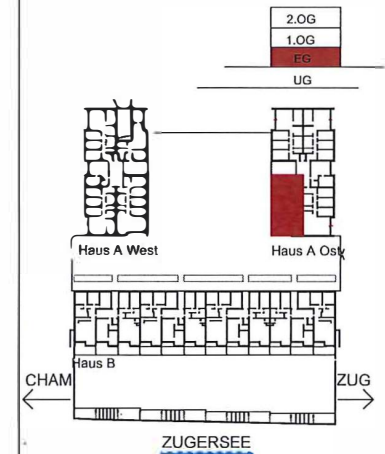 2.OG
1.OG
EG
UG
Haus A West
Haus A Ost
Haus B
CHAM
ZUG
ZUGERSEE